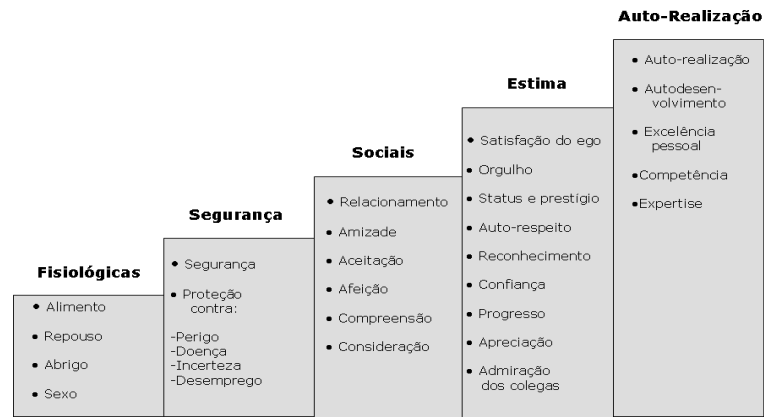 Fisiológicas
• Alimento
• Repouso
• Abrigo
• Sexo
Segurança
• Segurança
• Proteção
contra:
-Perigo
-Doença
-Incerteza
-Desemprego
Sociais
• Relacionamento
• Amizade
• Aceitação
• Afeição
• Compreensão
• Consideração
Estima
• Satisfação do ego
• Orgulho
• Status e prestígio
• Auto-respeito
• Reconhecimento
• Confiança
• Progresso
• Apreciação
• Admiração
dos colegas
Auto-Realização
• Auto-realização
• Autodesen-
volvimento
• Excelência
pessoal
•Competência
•Expertise